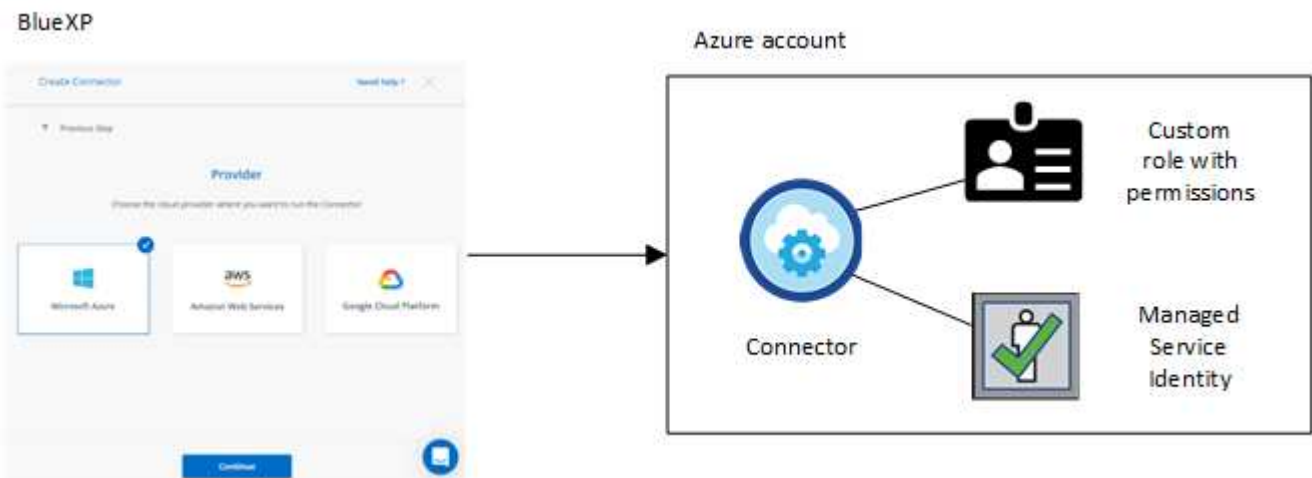 BlueXP
Create Connector
Need help ?
Previous Step
Provider
Choose the cloud provider where you want to run the Connector
Microsoft Azure
aws
Amazon Web Services
Google Cloud Platform
Continue
Azure account
Connector
Custom
role with
permissions
Managed
Service
Identity